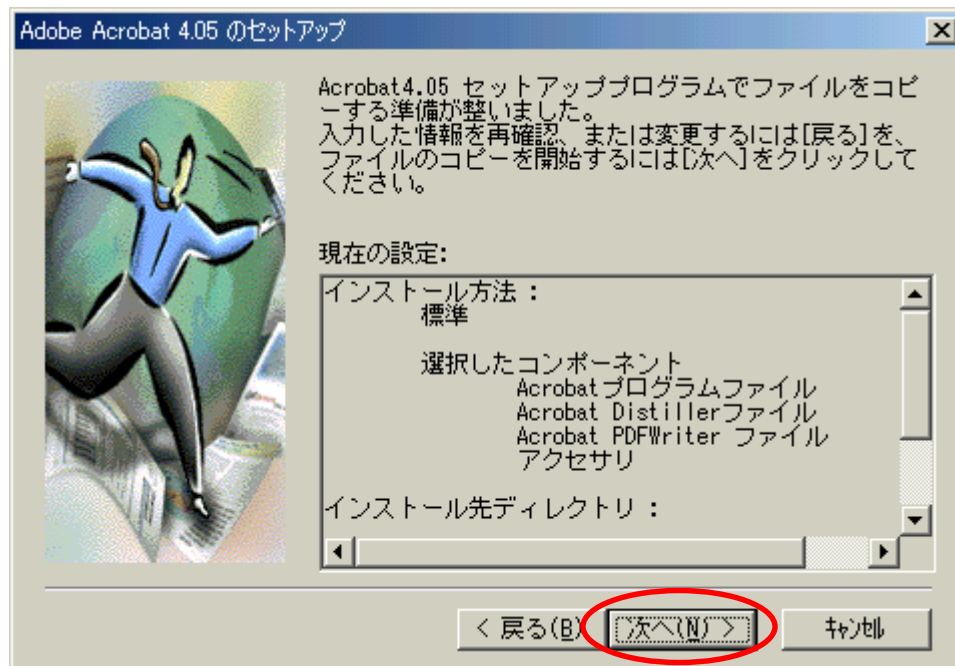 Adobe Acrobat 4.05 のセットアップ
Acrobat4.05 セットアッププログラムでファイルをコピ
ーする準備が整いました。
入力した情報を再確認、または変更するには[戻る]を、
ファイルのコピーを開始するには[次へ]をクリックして
ください。
現在の設定:
インストール方法 :
標準
選択したコンポーネント
Acrobatプログラムファイル
Acrobat Distillerファイル
Acrobat PDFWriter ファイル
アクセサリ
インストール先ディレクトリ :
< 戻る(B) 次へ(N) > ｷｬﾝｾﾙ